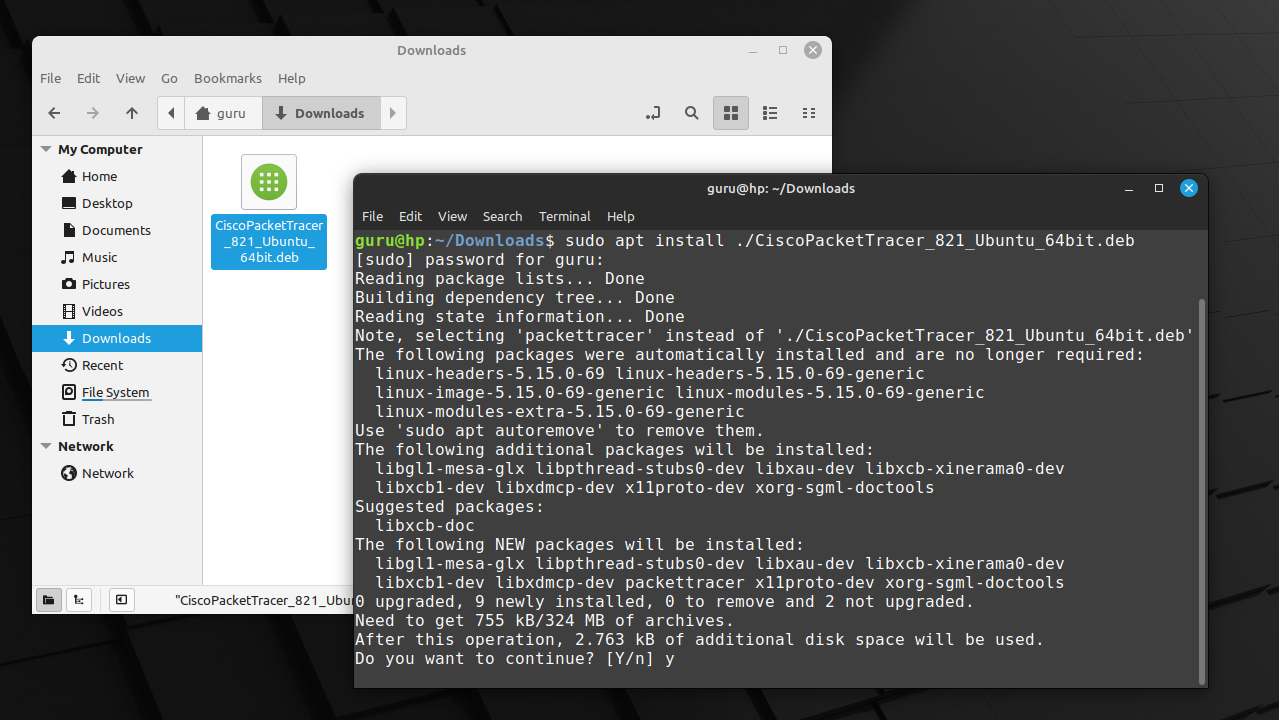 Downloads
File Edit View Go Bookmarks Help
guru Downloads
My Computer
Home
Desktop
Documents
Music
Pictures
Videos
Downloads
Recent
File System
Trash
Network
Network
CiscoPacketTracer
_821_Ubuntu_
64bit.deb
"CiscoPacketTracer_821_Ubu
guru@hp: ~/Downloads
File Edit View Search Terminal Help
guru@hp:~/Downloads$ sudo apt install ./CiscoPacketTracer_821_Ubuntu_64bit.deb
[sudo] password for guru:
Reading package lists... Done
Building dependency tree... Done
Reading state information... Done
Note, selecting 'packettracer' instead of './CiscoPacketTracer_821_Ubuntu_64bit.deb'
The following packages were automatically installed and are no longer required:
linux-headers-5.15.0-69 linux-headers-5.15.0-69-generic
linux-image-5.15.0-69-generic linux-modules-5.15.0-69-generic
linux-modules-extra-5.15.0-69-generic
Use 'sudo apt autoremove' to remove them.
The following additional packages will be installed:
libgl1-mesa-glx libpthread-stubs0-dev libxau-dev libxcb-xinerama0-dev
libxcb1-dev libxdmcp-dev x11proto-dev xorg-sgml-doctools
Suggested packages:
libxcb-doc
The following NEW packages will be installed:
libgl1-mesa-glx libpthread-stubs0-dev libxau-dev libxcb-xinerama0-dev
libxcb1-dev libxdmcp-dev packettracer x11proto-dev xorg-sgml-doctools
0 upgraded, 9 newly installed, 0 to remove and 2 not upgraded.
Need to get 755 kB/324 MB of archives.
After this operation, 2.763 kB of additional disk space will be used.
Do you want to continue? [Y/n] y